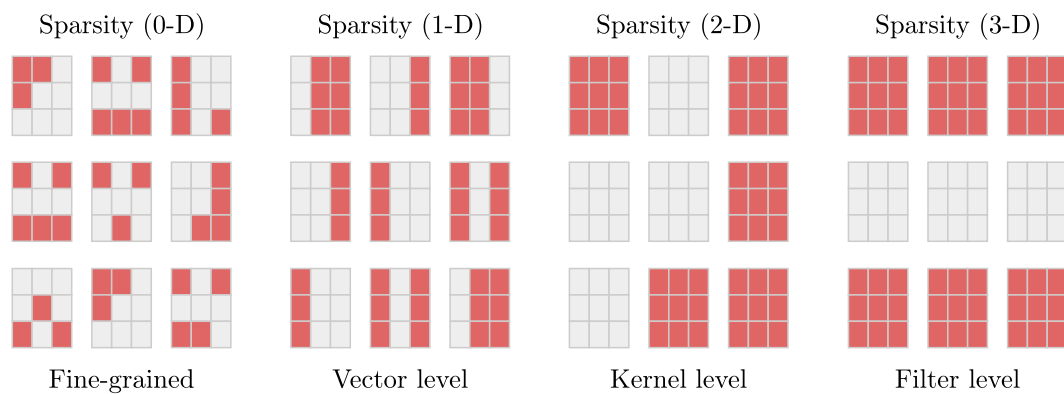 Sparsity (0-D)
Sparsity (1-D)
Sparsity (2-D)
Sparsity (3-D)
Fine-grained
Vector level
Kernel level
Filter level